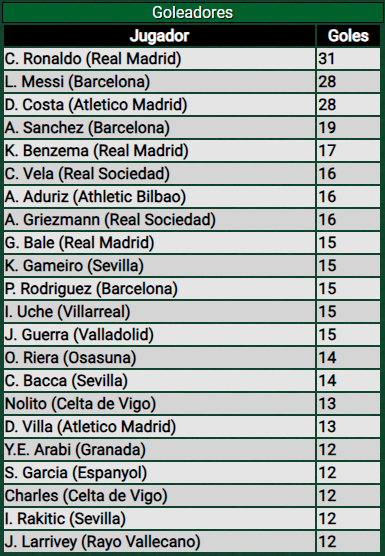 Goleadores
Jugador Goles
C. Ronaldo (Real Madrid) 31
L. Messi (Barcelona) 28
D. Costa (Atletico Madrid) 28
A. Sanchez (Barcelona) 19
K. Benzema (Real Madrid) 17
C. Vela (Real Sociedad) 16
A. Aduriz (Athletic Bilbao) 16
A. Griezmann (Real Sociedad) 16
G. Bale (Real Madrid) 15
K. Gameiro (Sevilla) 15
P. Rodriguez (Barcelona) 15
I. Uche (Villarreal) 15
J. Guerra (Valladolid) 15
O. Riera (Osasuna) 14
C. Bacca (Sevilla) 14
Nolito (Celta de Vigo) 13
D. Villa (Atletico Madrid) 13
Y.E. Arabi (Granada) 12
S. Garcia (Espanyol) 12
Charles (Celta de Vigo) 12
I. Rakitic (Sevilla) 12
J. Larrivey (Rayo Vallecano) 12